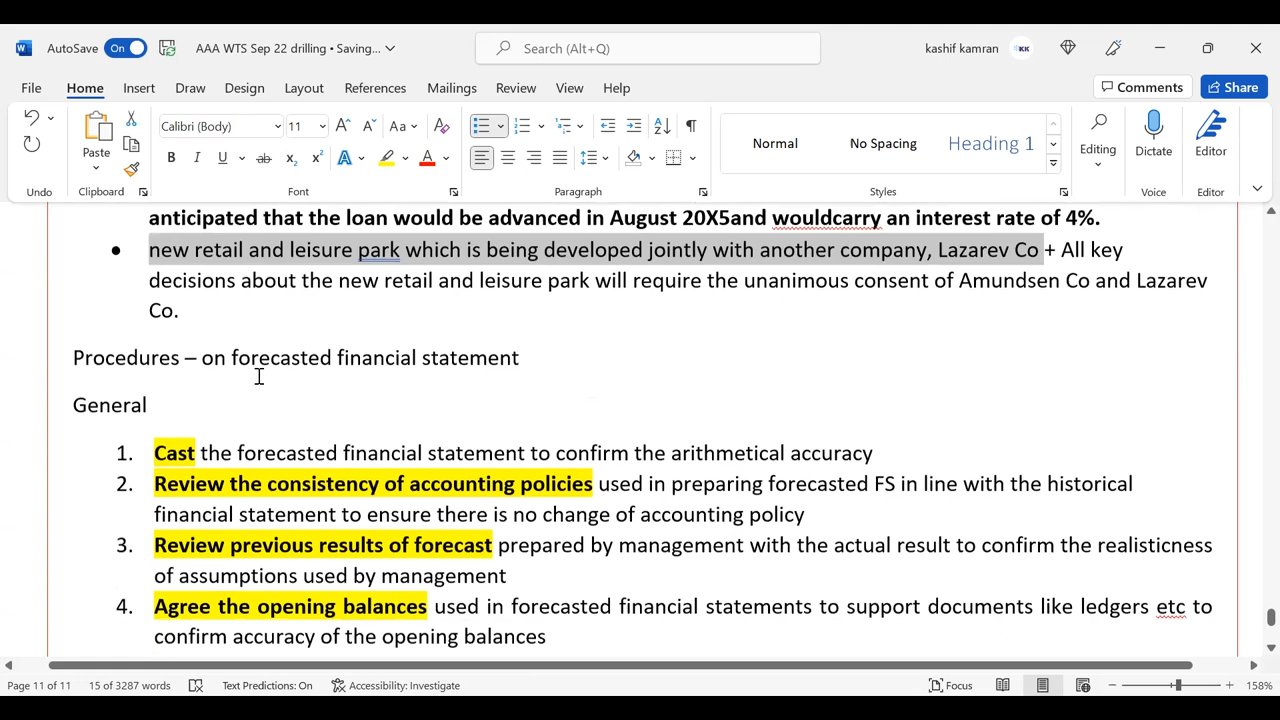 AutoSave On AAA WTS Sep 22 drilling • Saving... Search (Alt+Q) kashif kamran KK
File Home Insert Draw Design Layout References Mailings Review View Help Comments Share
Calibri (Body) 11 Aa A
Paste B I U ab x₂ x² A A Normal No Spacing Heading 1 Editing Dictate Editor
Undo Clipboard Font Paragraph Styles Voice Editor
anticipated that the loan would be advanced in August 20X5and wouldcarry an interest rate of 4%.
● new retail and leisure park which is being developed jointly with another company, Lazarev Co + All key
decisions about the new retail and leisure park will require the unanimous consent of Amundsen Co and Lazarev
Co.
Procedures – on forecasted financial statement
General
1. Cast the forecasted financial statement to confirm the arithmetical accuracy
2. Review the consistency of accounting policies used in preparing forecasted FS in line with the historical
financial statement to ensure there is no change of accounting policy
3. Review previous results of forecast prepared by management with the actual result to confirm the realisticness
of assumptions used by management
4. Agree the opening balances used in forecasted financial statements to support documents like ledgers etc to
confirm accuracy of the opening balances
Page 11 of 11 15 of 3287 words Text Predictions: On Accessibility: Investigate Focus 158%